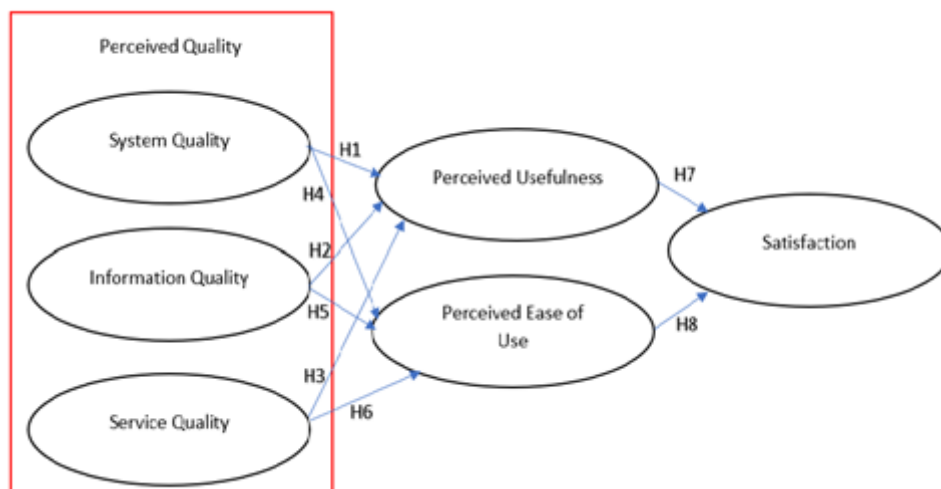 Perceived Quality
System Quality
H1
Perceived Usefulness
H7
H4
Satisfaction
H2
Information Quality
H5
Perceived Ease of
Use
H8
H3
Service Quality
H6